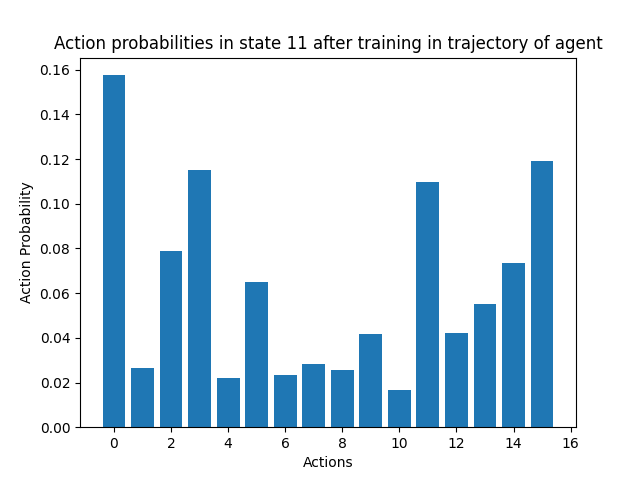 Action probabilities in state 11 after training in trajectory of agent
0.16
0.14
0.12
0.10
0.08
0.06
0.04
0.02
0.00
Action Probability
0 2 4 6 8 10 12 14 16
Actions